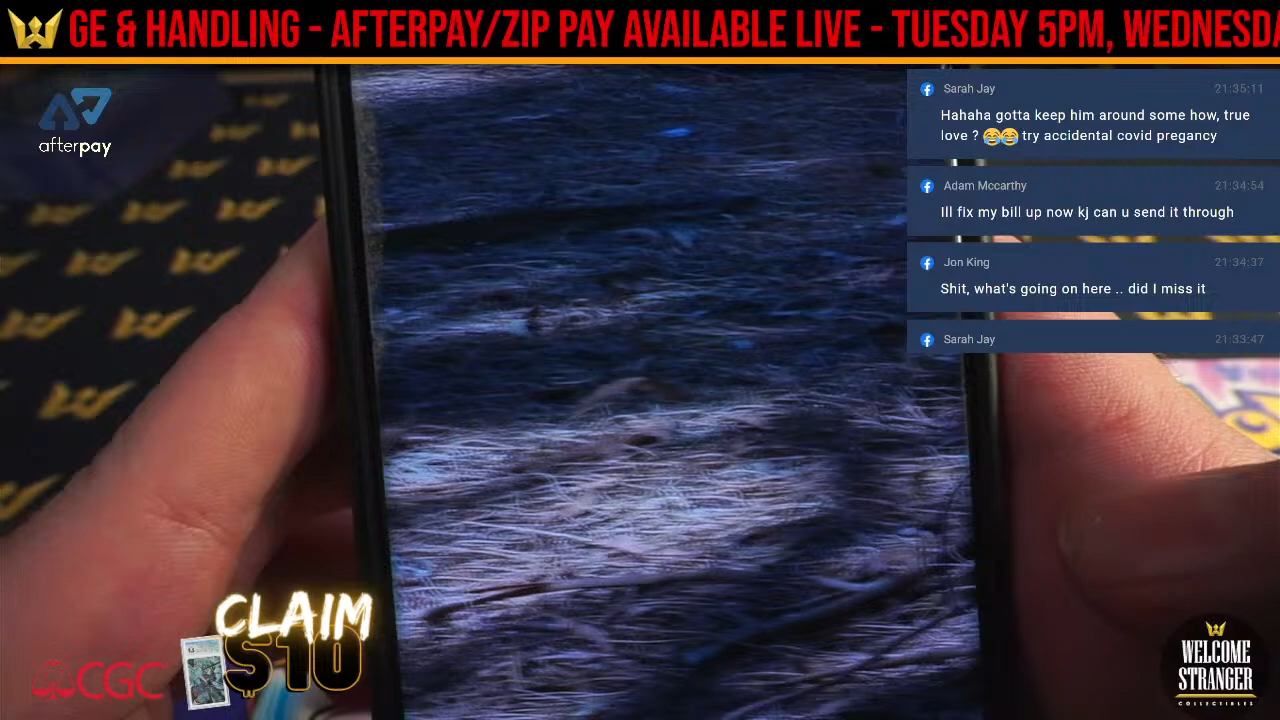 GE & HANDLING - AFTERPAY/ZIP PAY AVAILABLE LIVE - TUESDAY 5PM, WEDNESDA
afterpay
Sarah Jay 21:35:11
Hahaha gotta keep him around some how, true
love ? 😂😂 try accidental covid pregancy
Adam Mccarthy 21:34:54
Ill fix my bill up now kj can u send it through
Jon King 21:34:37
Shit, what's going on here .. did I miss it
Sarah Jay 21:33:47
CLAIM
$10
CGC
WELCOME
STRANGER
COLLECTIBLES